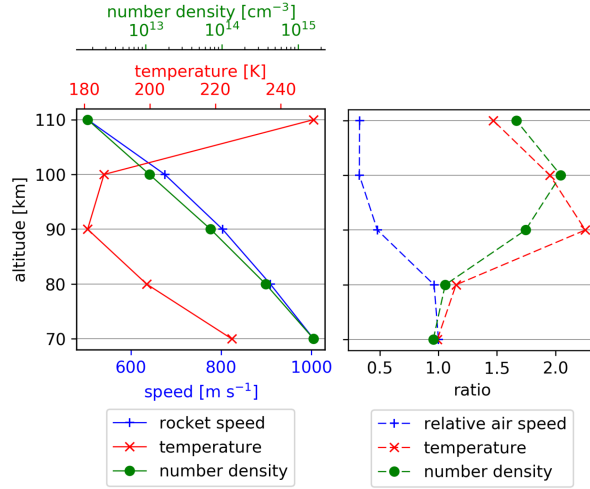 number density [cm⁻³]
10¹³ 10¹⁴ 10¹⁵
temperature [K]
180 200 220 240
110
100
90
80
70
altitude [km]
600 800 1000
speed [m s⁻¹]
0.5 1.0 1.5 2.0
ratio
rocket speed
temperature
number density
relative air speed
temperature
number density